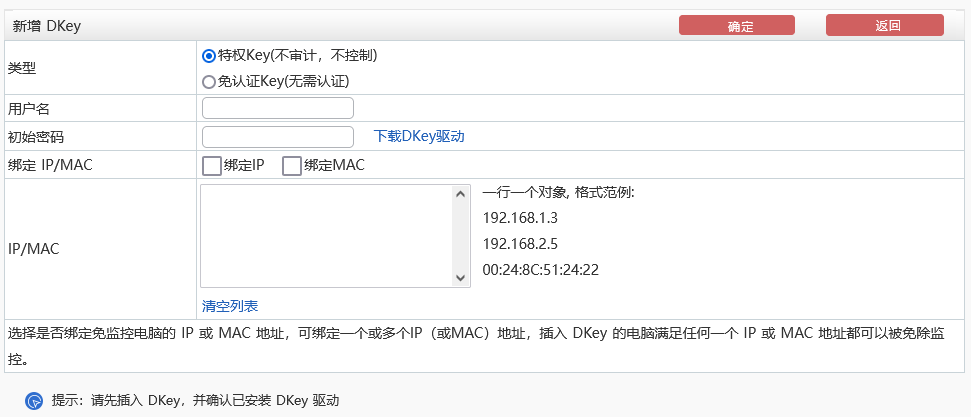 新增 DKey 确定 返回
类型
特权Key(不审计，不控制)
免认证Key(无需认证)
用户名
初始密码 下载DKey驱动
绑定 IP/MAC 绑定IP 绑定MAC
IP/MAC
一行一个对象, 格式范例:
192.168.1.3
192.168.2.5
00:24:8C:51:24:22
清空列表
选择是否绑定免监控电脑的 IP 或 MAC 地址，可绑定一个或多个IP（或MAC）地址，插入 DKey 的电脑满足任何一个 IP 或 MAC 地址都可以被免除监
控。
提示：请先插入 DKey，并确认已安装 DKey 驱动